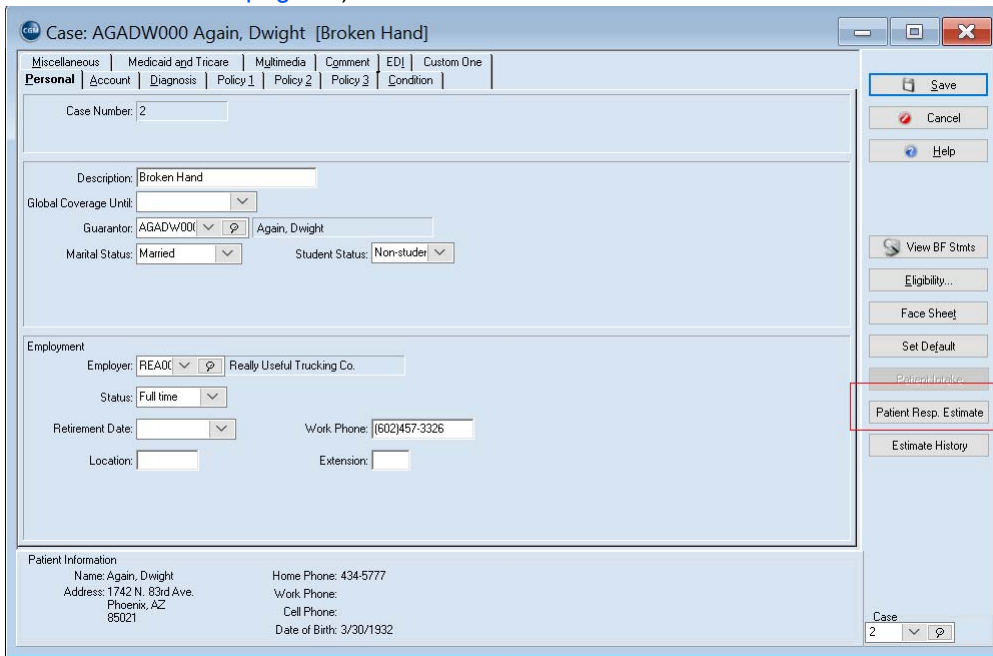 CGM Case: AGADW000 Again, Dwight [Broken Hand]
Miscellaneous Medicaid and Tricare Multimedia Comment EDI Custom One
Personal Account Diagnosis Policy 1 Policy 2 Policy 3 Condition
Case Number: 2
Description: Broken Hand
Global Coverage Until:
Guarantor: AGADW000 Again, Dwight
Marital Status: Married Student Status: Non-studer
Employment
Employer: REA00 Really Useful Trucking Co.
Status: Full time
Retirement Date: Work Phone: (602)457-3326
Location: Extension:
Patient Information
Name: Again, Dwight Home Phone: 434-5777
Address: 1742 N. 83rd Ave. Work Phone:
Phoenix, AZ Cell Phone:
85021
Date of Birth: 3/30/1932
Save
Cancel
Help
View BF Stmts
Eligibility...
Face Sheet
Set Default
Patient Intake
Patient Resp. Estimate
Estimate History
Case
2